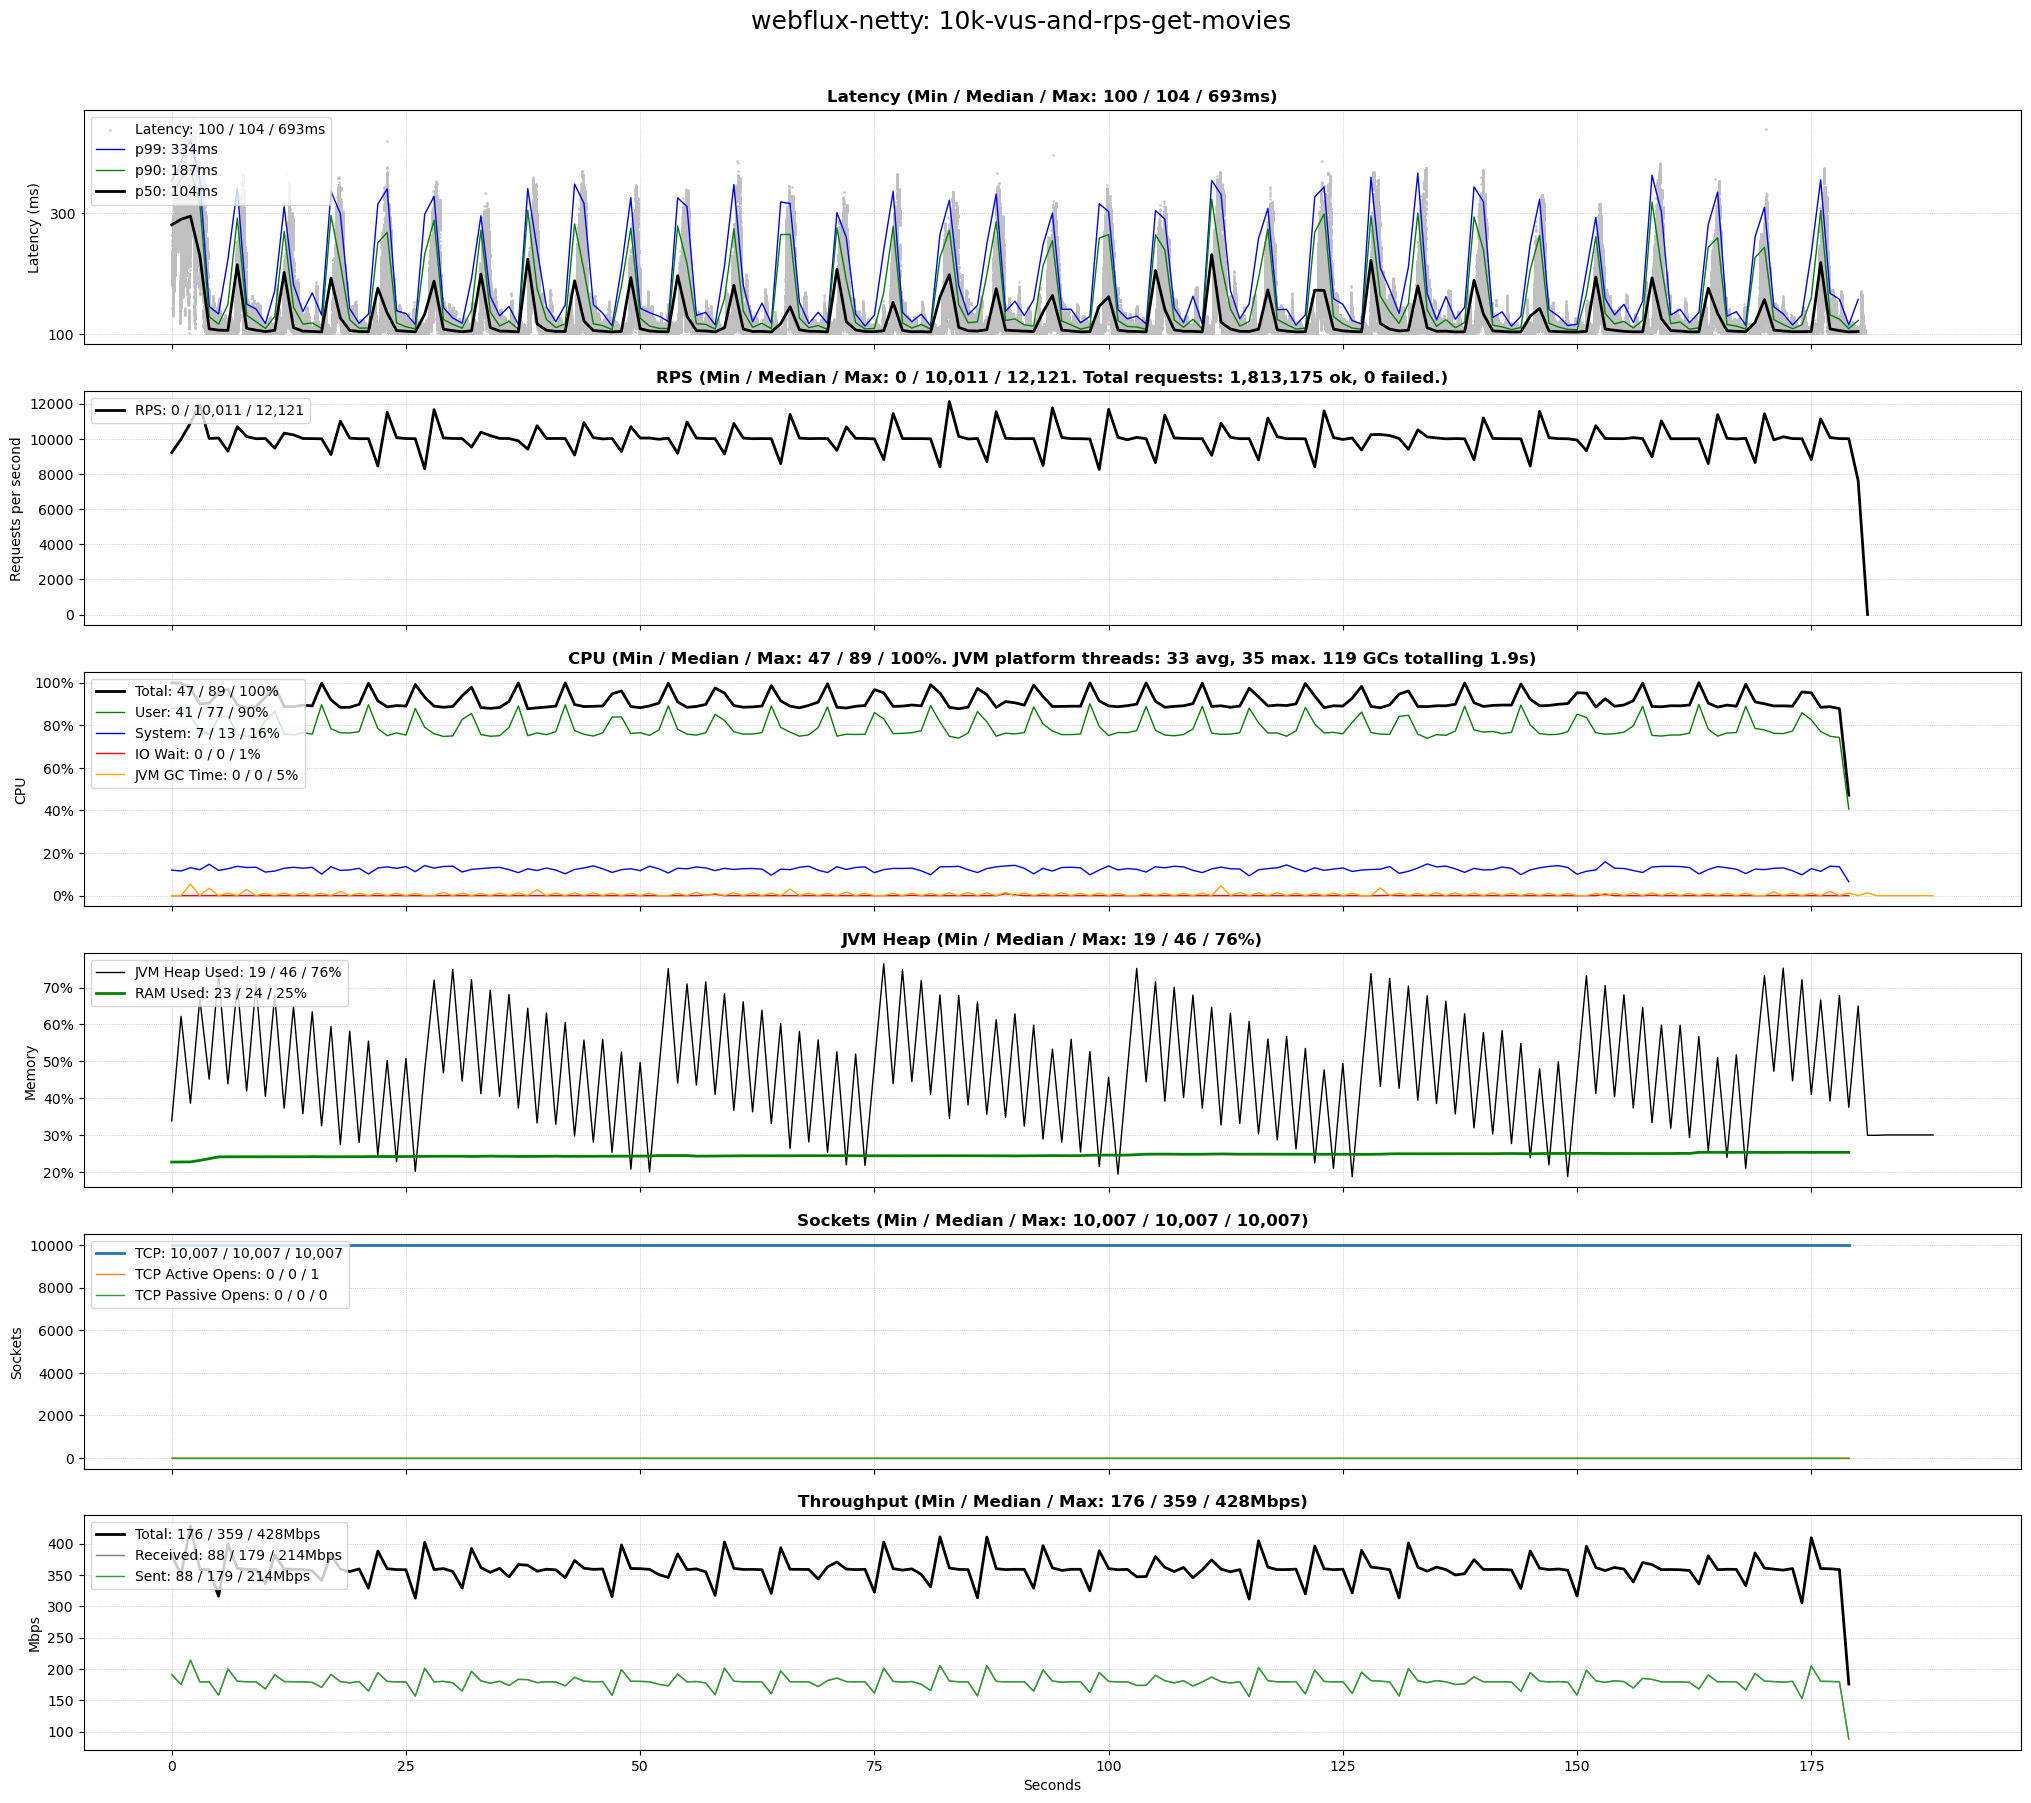 webflux-netty: 10k-vus-and-rps-get-movies
Latency (Min / Median / Max: 100 / 104 / 693ms)
Latency: 100 / 104 / 693ms
p99: 334ms
p90: 187ms
p50: 104ms
Latency (ms)
300
100
RPS (Min / Median / Max: 0 / 10,011 / 12,121. Total requests: 1,813,175 ok, 0 failed.)
RPS: 0 / 10,011 / 12,121
Requests per second
12000
10000
8000
6000
4000
2000
0
CPU (Min / Median / Max: 47 / 89 / 100%. JVM platform threads: 33 avg, 35 max. 119 GCs totalling 1.9s)
Total: 47 / 89 / 100%
User: 41 / 77 / 90%
System: 7 / 13 / 16%
IO Wait: 0 / 0 / 1%
JVM GC Time: 0 / 0 / 5%
CPU
100%
80%
60%
40%
20%
0%
JVM Heap (Min / Median / Max: 19 / 46 / 76%)
JVM Heap Used: 19 / 46 / 76%
RAM Used: 23 / 24 / 25%
Memory
70%
60%
50%
40%
30%
20%
Sockets (Min / Median / Max: 10,007 / 10,007 / 10,007)
TCP: 10,007 / 10,007 / 10,007
TCP Active Opens: 0 / 0 / 1
TCP Passive Opens: 0 / 0 / 0
Sockets
10000
8000
6000
4000
2000
0
Throughput (Min / Median / Max: 176 / 359 / 428Mbps)
Total: 176 / 359 / 428Mbps
Received: 88 / 179 / 214Mbps
Sent: 88 / 179 / 214Mbps
Mbps
400
350
300
250
200
150
100
0 25 50 75 100 125 150 175
Seconds